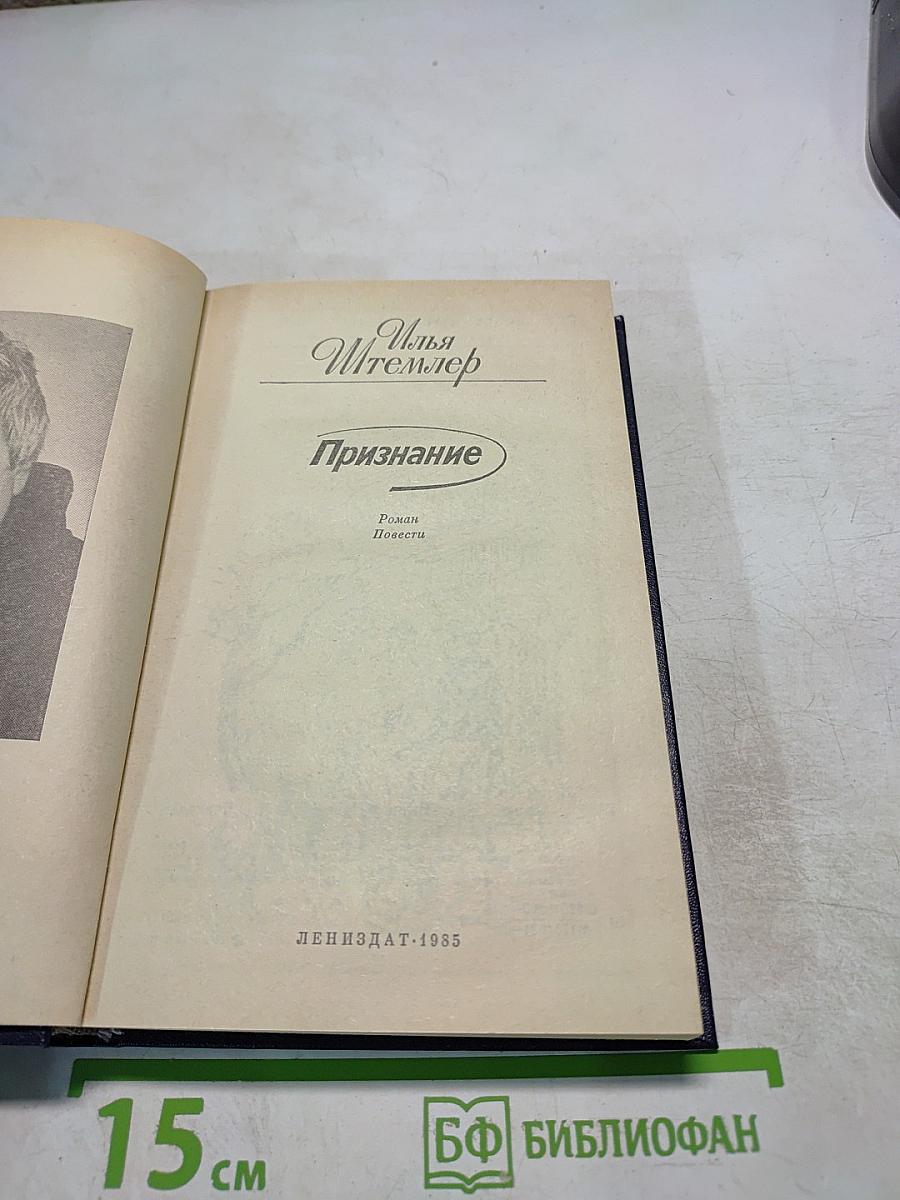 Илья
Штемлер
Признание
Роман
Повести
ЛЕНИЗДАТ·1985
15 см
БФ БИБЛИОФАН